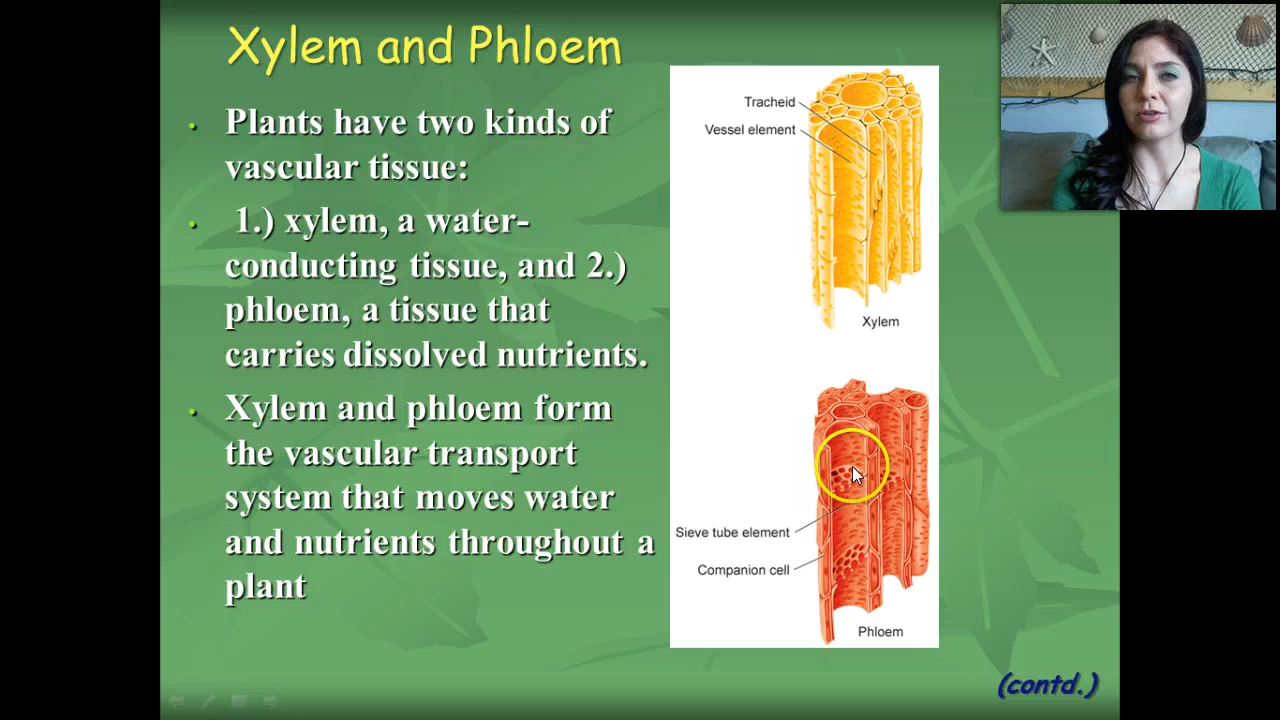 Xylem and Phloem
Plants have two kinds of
vascular tissue:
1.) xylem, a water-
conducting tissue, and 2.)
phloem, a tissue that
carries dissolved nutrients.
Xylem and phloem form
the vascular transport
system that moves water
and nutrients throughout a
plant
Tracheid
Vessel element
Xylem
Sieve tube element
Companion cell
Phloem
(contd.)